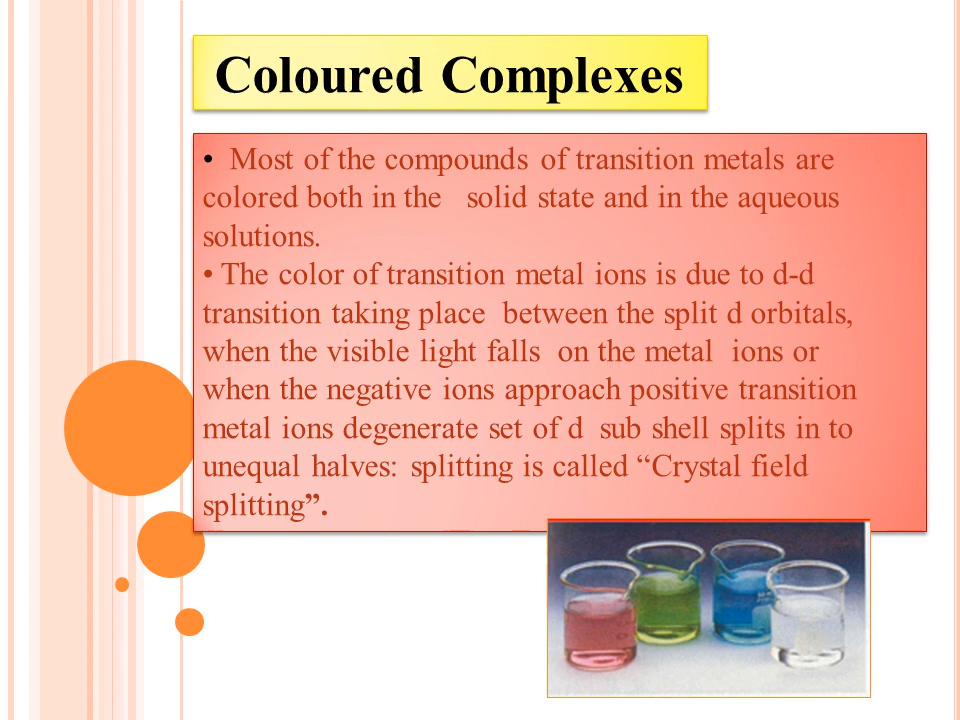 Coloured Complexes
• Most of the compounds of transition metals are
colored both in the solid state and in the aqueous
solutions.
• The color of transition metal ions is due to d-d
transition taking place between the split d orbitals,
when the visible light falls on the metal ions or
when the negative ions approach positive transition
metal ions degenerate set of d sub shell splits in to
unequal halves: splitting is called “Crystal field
splitting”.